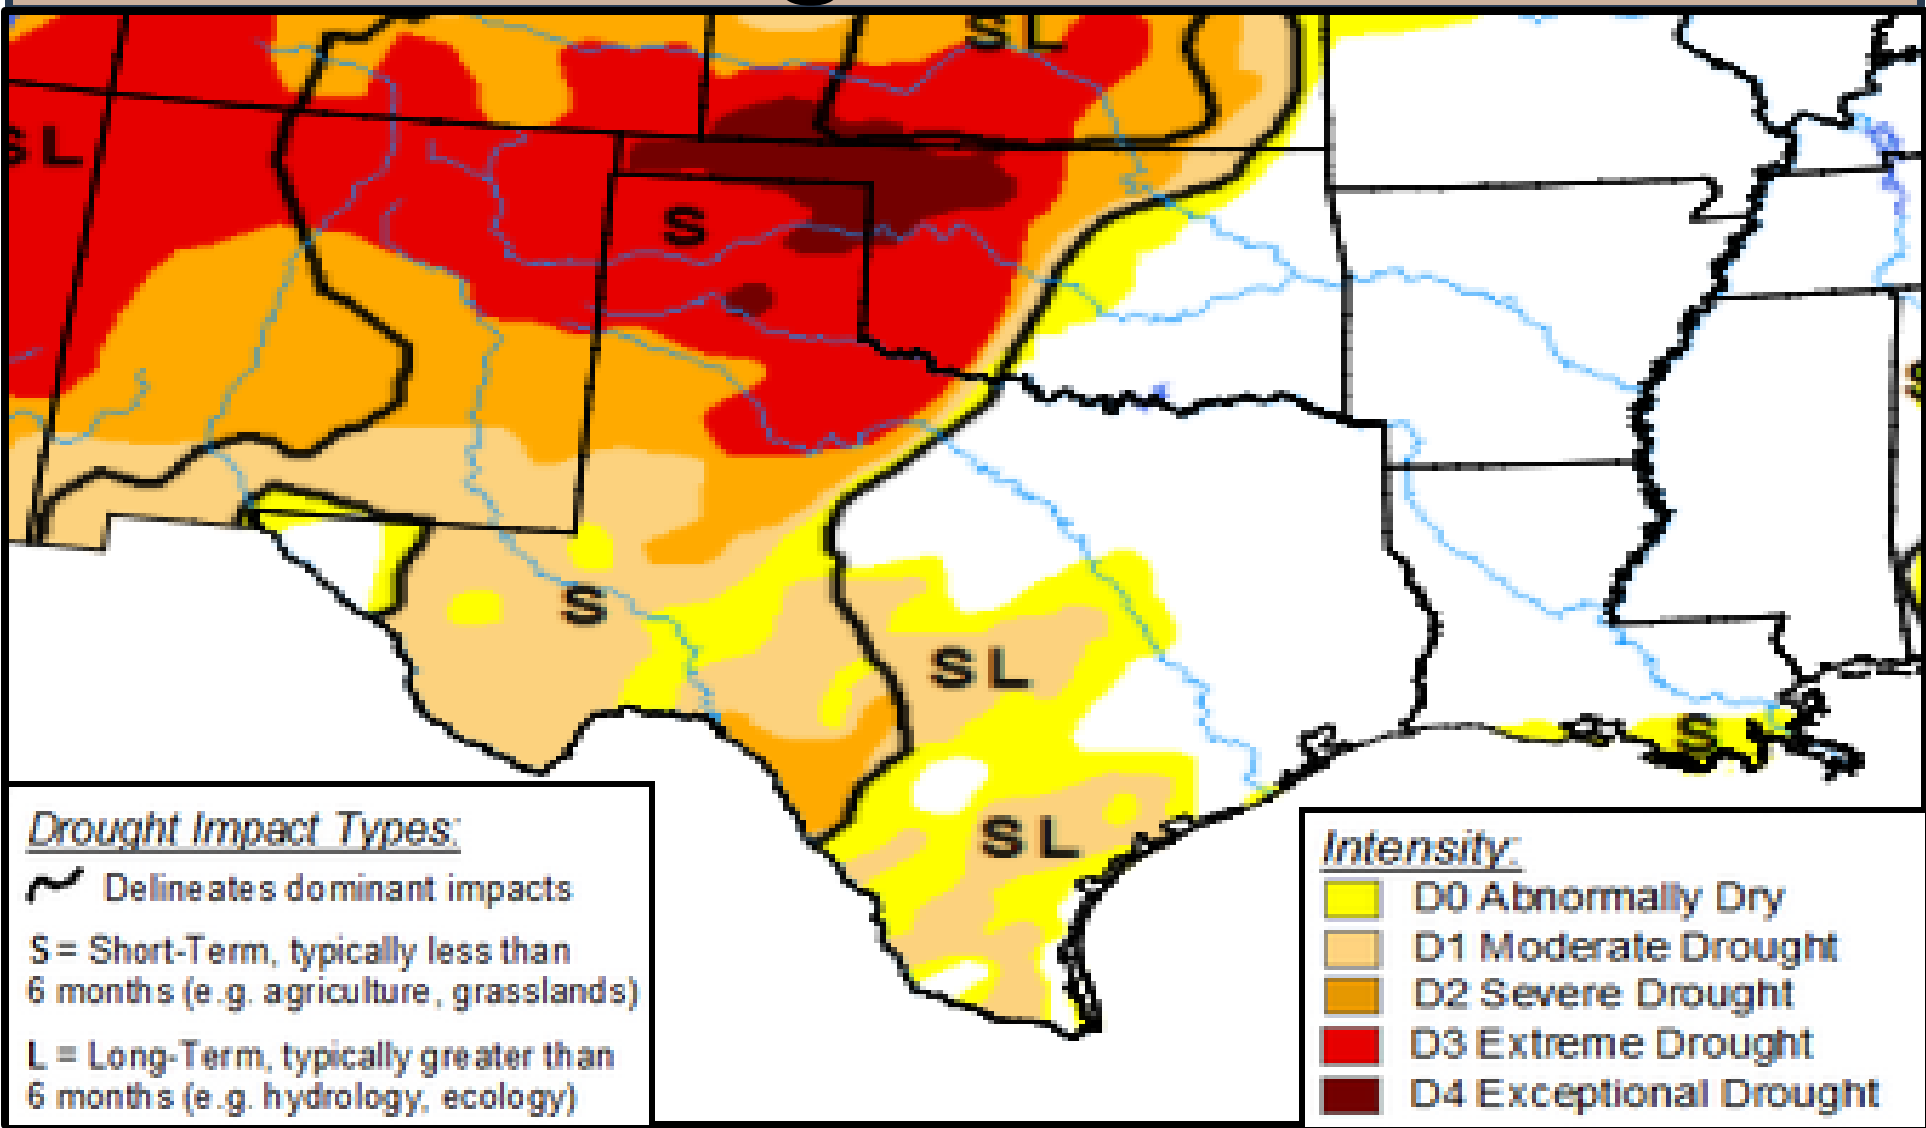 SL
SL
S
S
SL
SL
S
Drought Impact Types:
Delineates dominant impacts
S = Short-Term, typically less than
6 months (e.g. agriculture, grasslands)
L = Long-Term, typically greater than
6 months (e.g. hydrology, ecology)
Intensity:
D0 Abnormally Dry
D1 Moderate Drought
D2 Severe Drought
D3 Extreme Drought
D4 Exceptional Drought